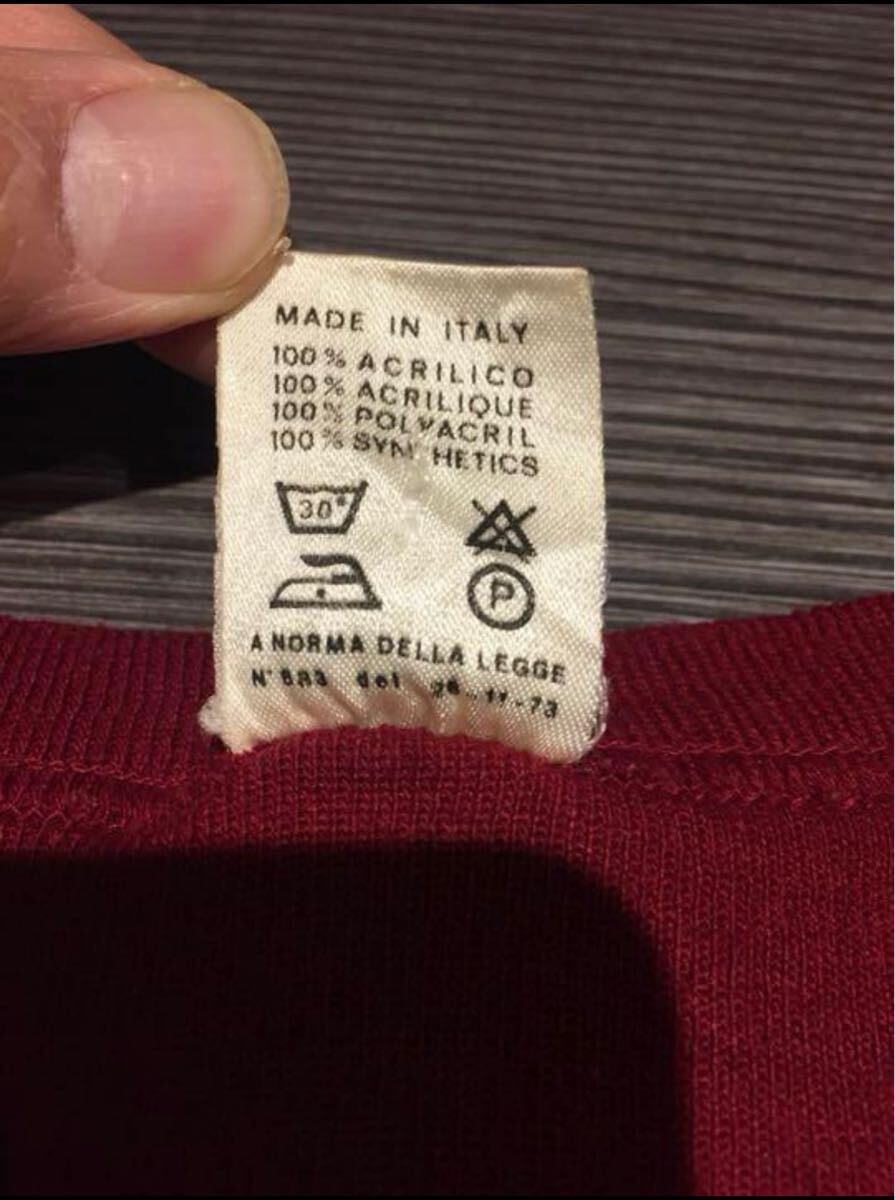 MADE IN ITALY
100% ACRILICO
100% ACRILIQUE
100% POLYACRIL
100% SYNTHETICS
30°
P
A NORMA DELLA LEGGE
N° 883 del 26-11-73